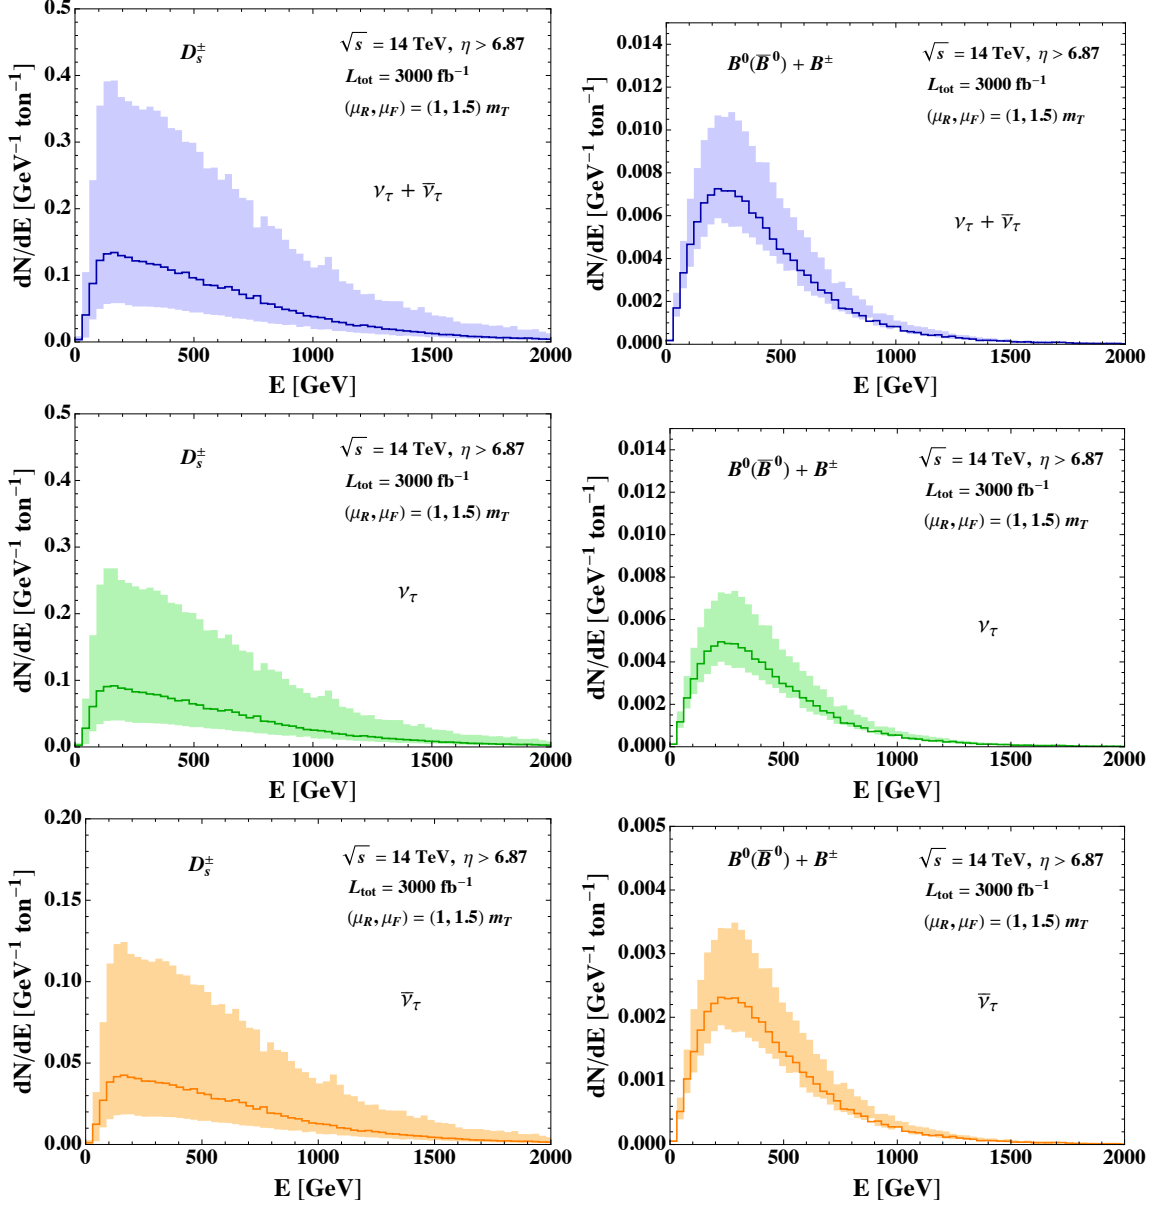 D_s^±
√s = 14 TeV, η > 6.87
L_tot = 3000 fb⁻¹
(μ_R, μ_F) = (1, 1.5) m_T
ν_τ + ν̅_τ
dN/dE [GeV⁻¹ ton⁻¹]
0.5
0.4
0.3
0.2
0.1
0.0
0 500 1000 1500 2000
E [GeV]
B⁰(B̅⁰) + B^±
√s = 14 TeV, η > 6.87
L_tot = 3000 fb⁻¹
(μ_R, μ_F) = (1, 1.5) m_T
ν_τ + ν̅_τ
dN/dE [GeV⁻¹ ton⁻¹]
0.014
0.012
0.010
0.008
0.006
0.004
0.002
0.000
0 500 1000 1500 2000
E [GeV]
D_s^±
√s = 14 TeV, η > 6.87
L_tot = 3000 fb⁻¹
(μ_R, μ_F) = (1, 1.5) m_T
ν_τ
dN/dE [GeV⁻¹ ton⁻¹]
0.5
0.4
0.3
0.2
0.1
0.0
0 500 1000 1500 2000
E [GeV]
B⁰(B̅⁰) + B^±
√s = 14 TeV, η > 6.87
L_tot = 3000 fb⁻¹
(μ_R, μ_F) = (1, 1.5) m_T
ν_τ
dN/dE [GeV⁻¹ ton⁻¹]
0.014
0.012
0.010
0.008
0.006
0.004
0.002
0.000
0 500 1000 1500 2000
E [GeV]
D_s^±
√s = 14 TeV, η > 6.87
L_tot = 3000 fb⁻¹
(μ_R, μ_F) = (1, 1.5) m_T
ν̅_τ
dN/dE [GeV⁻¹ ton⁻¹]
0.20
0.15
0.10
0.05
0.00
0 500 1000 1500 2000
E [GeV]
B⁰(B̅⁰) + B^±
√s = 14 TeV, η > 6.87
L_tot = 3000 fb⁻¹
(μ_R, μ_F) = (1, 1.5) m_T
ν̅_τ
dN/dE [GeV⁻¹ ton⁻¹]
0.005
0.004
0.003
0.002
0.001
0.000
0 500 1000 1500 2000
E [GeV]